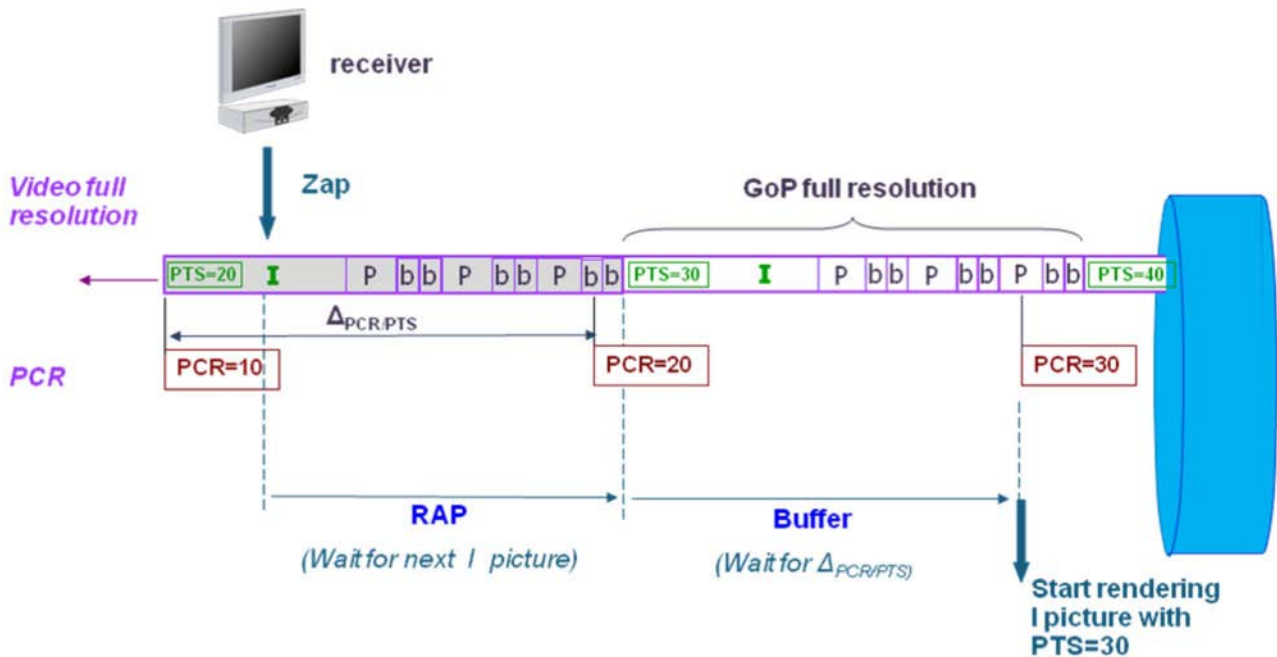 receiver
Zap
Video full
resolution
GoP full resolution
PTS=20 I P b b P b b P b b PTS=30 I P b b P b b P b b PTS=40
ΔPCR/PTS
PCR
PCR=10
PCR=20
PCR=30
RAP
(Wait for next I picture)
Buffer
(Wait for ΔPCR/PTS)
Start rendering
I picture with
PTS=30